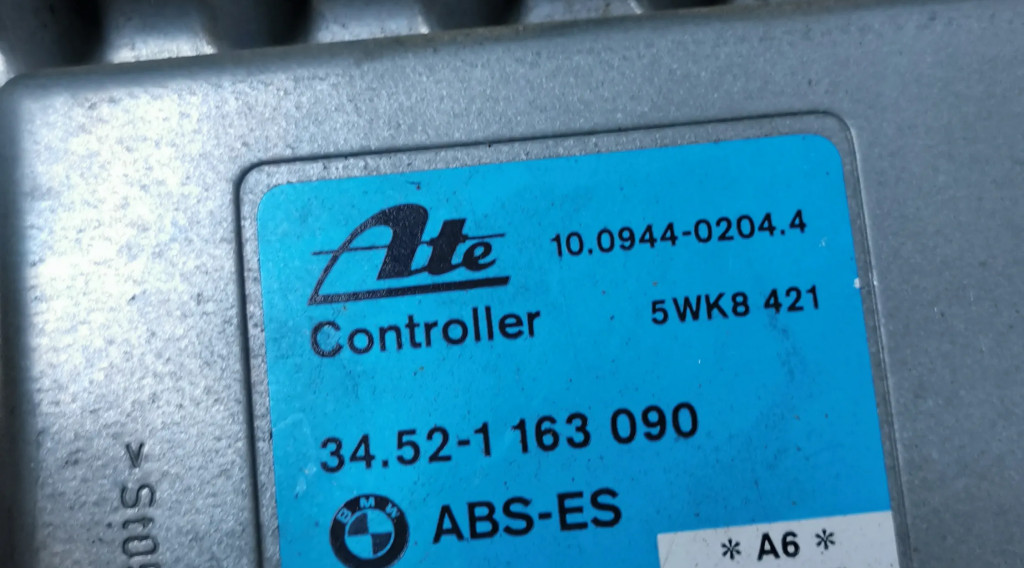 Ate 10.0944-0204.4
Controller 5WK8 421
34.52-1 163 090
BMW ABS-ES
* A6 *